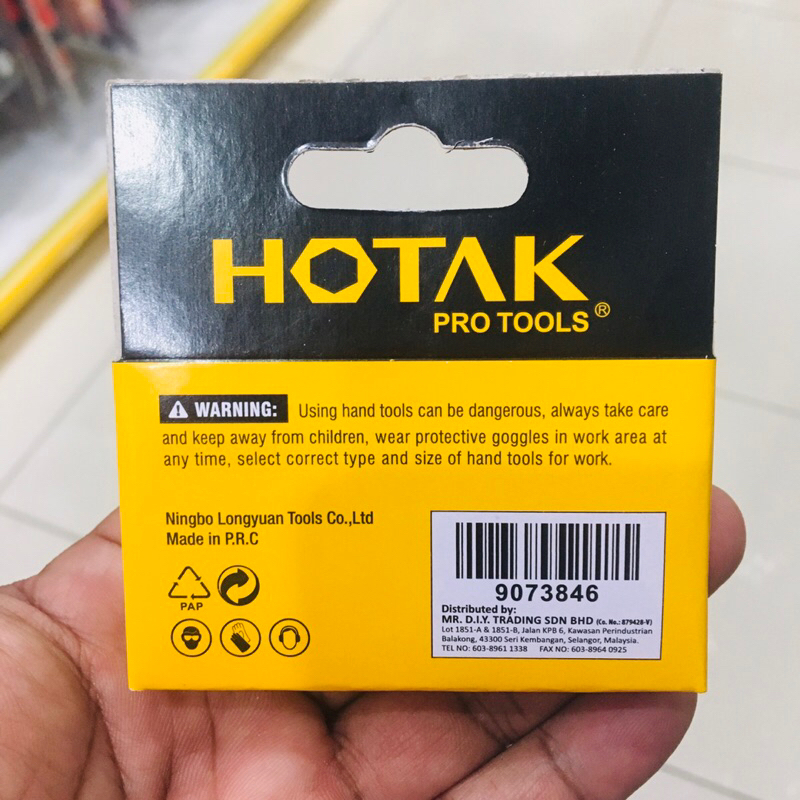 HOTAK
PRO TOOLS®
WARNING: Using hand tools can be dangerous, always take care
and keep away from children, wear protective goggles in work area at
any time, select correct type and size of hand tools for work.
Ningbo Longyuan Tools Co.,Ltd
Made in P.R.C
PAP
9073846
Distributed by:
MR. D.I.Y. TRADING SDN BHD (Co. No.: 879428-V)
Lot 1851-A & 1851-B, Jalan KPB 6, Kawasan Perindustrian
Balakong, 43300 Seri Kembangan, Selangor, Malaysia.
TEL NO: 603-8961 1338 FAX NO: 603-8964 0925